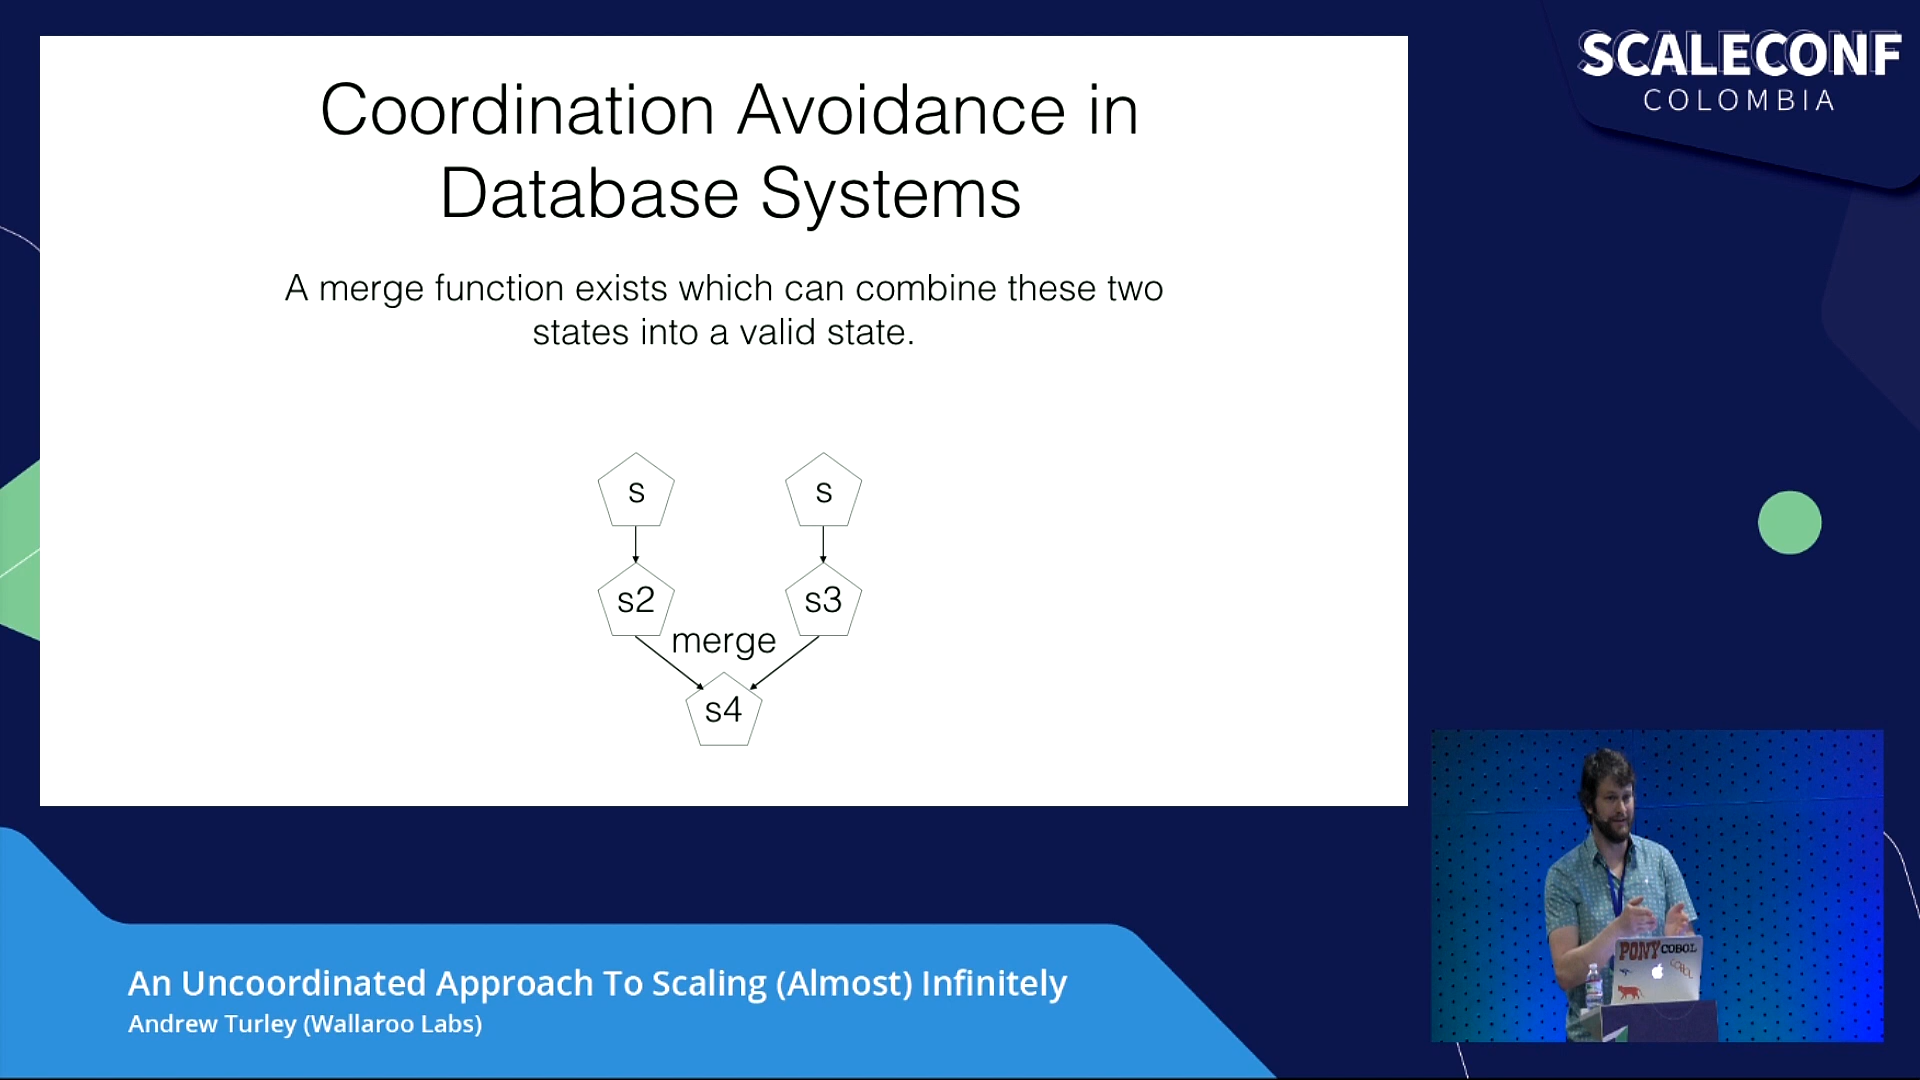 SCALECONF
COLOMBIA
Coordination Avoidance in
Database Systems
A merge function exists which can combine these two
states into a valid state.
s s
s2 s3
merge
s4
An Uncoordinated Approach To Scaling (Almost) Infinitely
Andrew Turley (Wallaroo Labs)
PONY COBOL